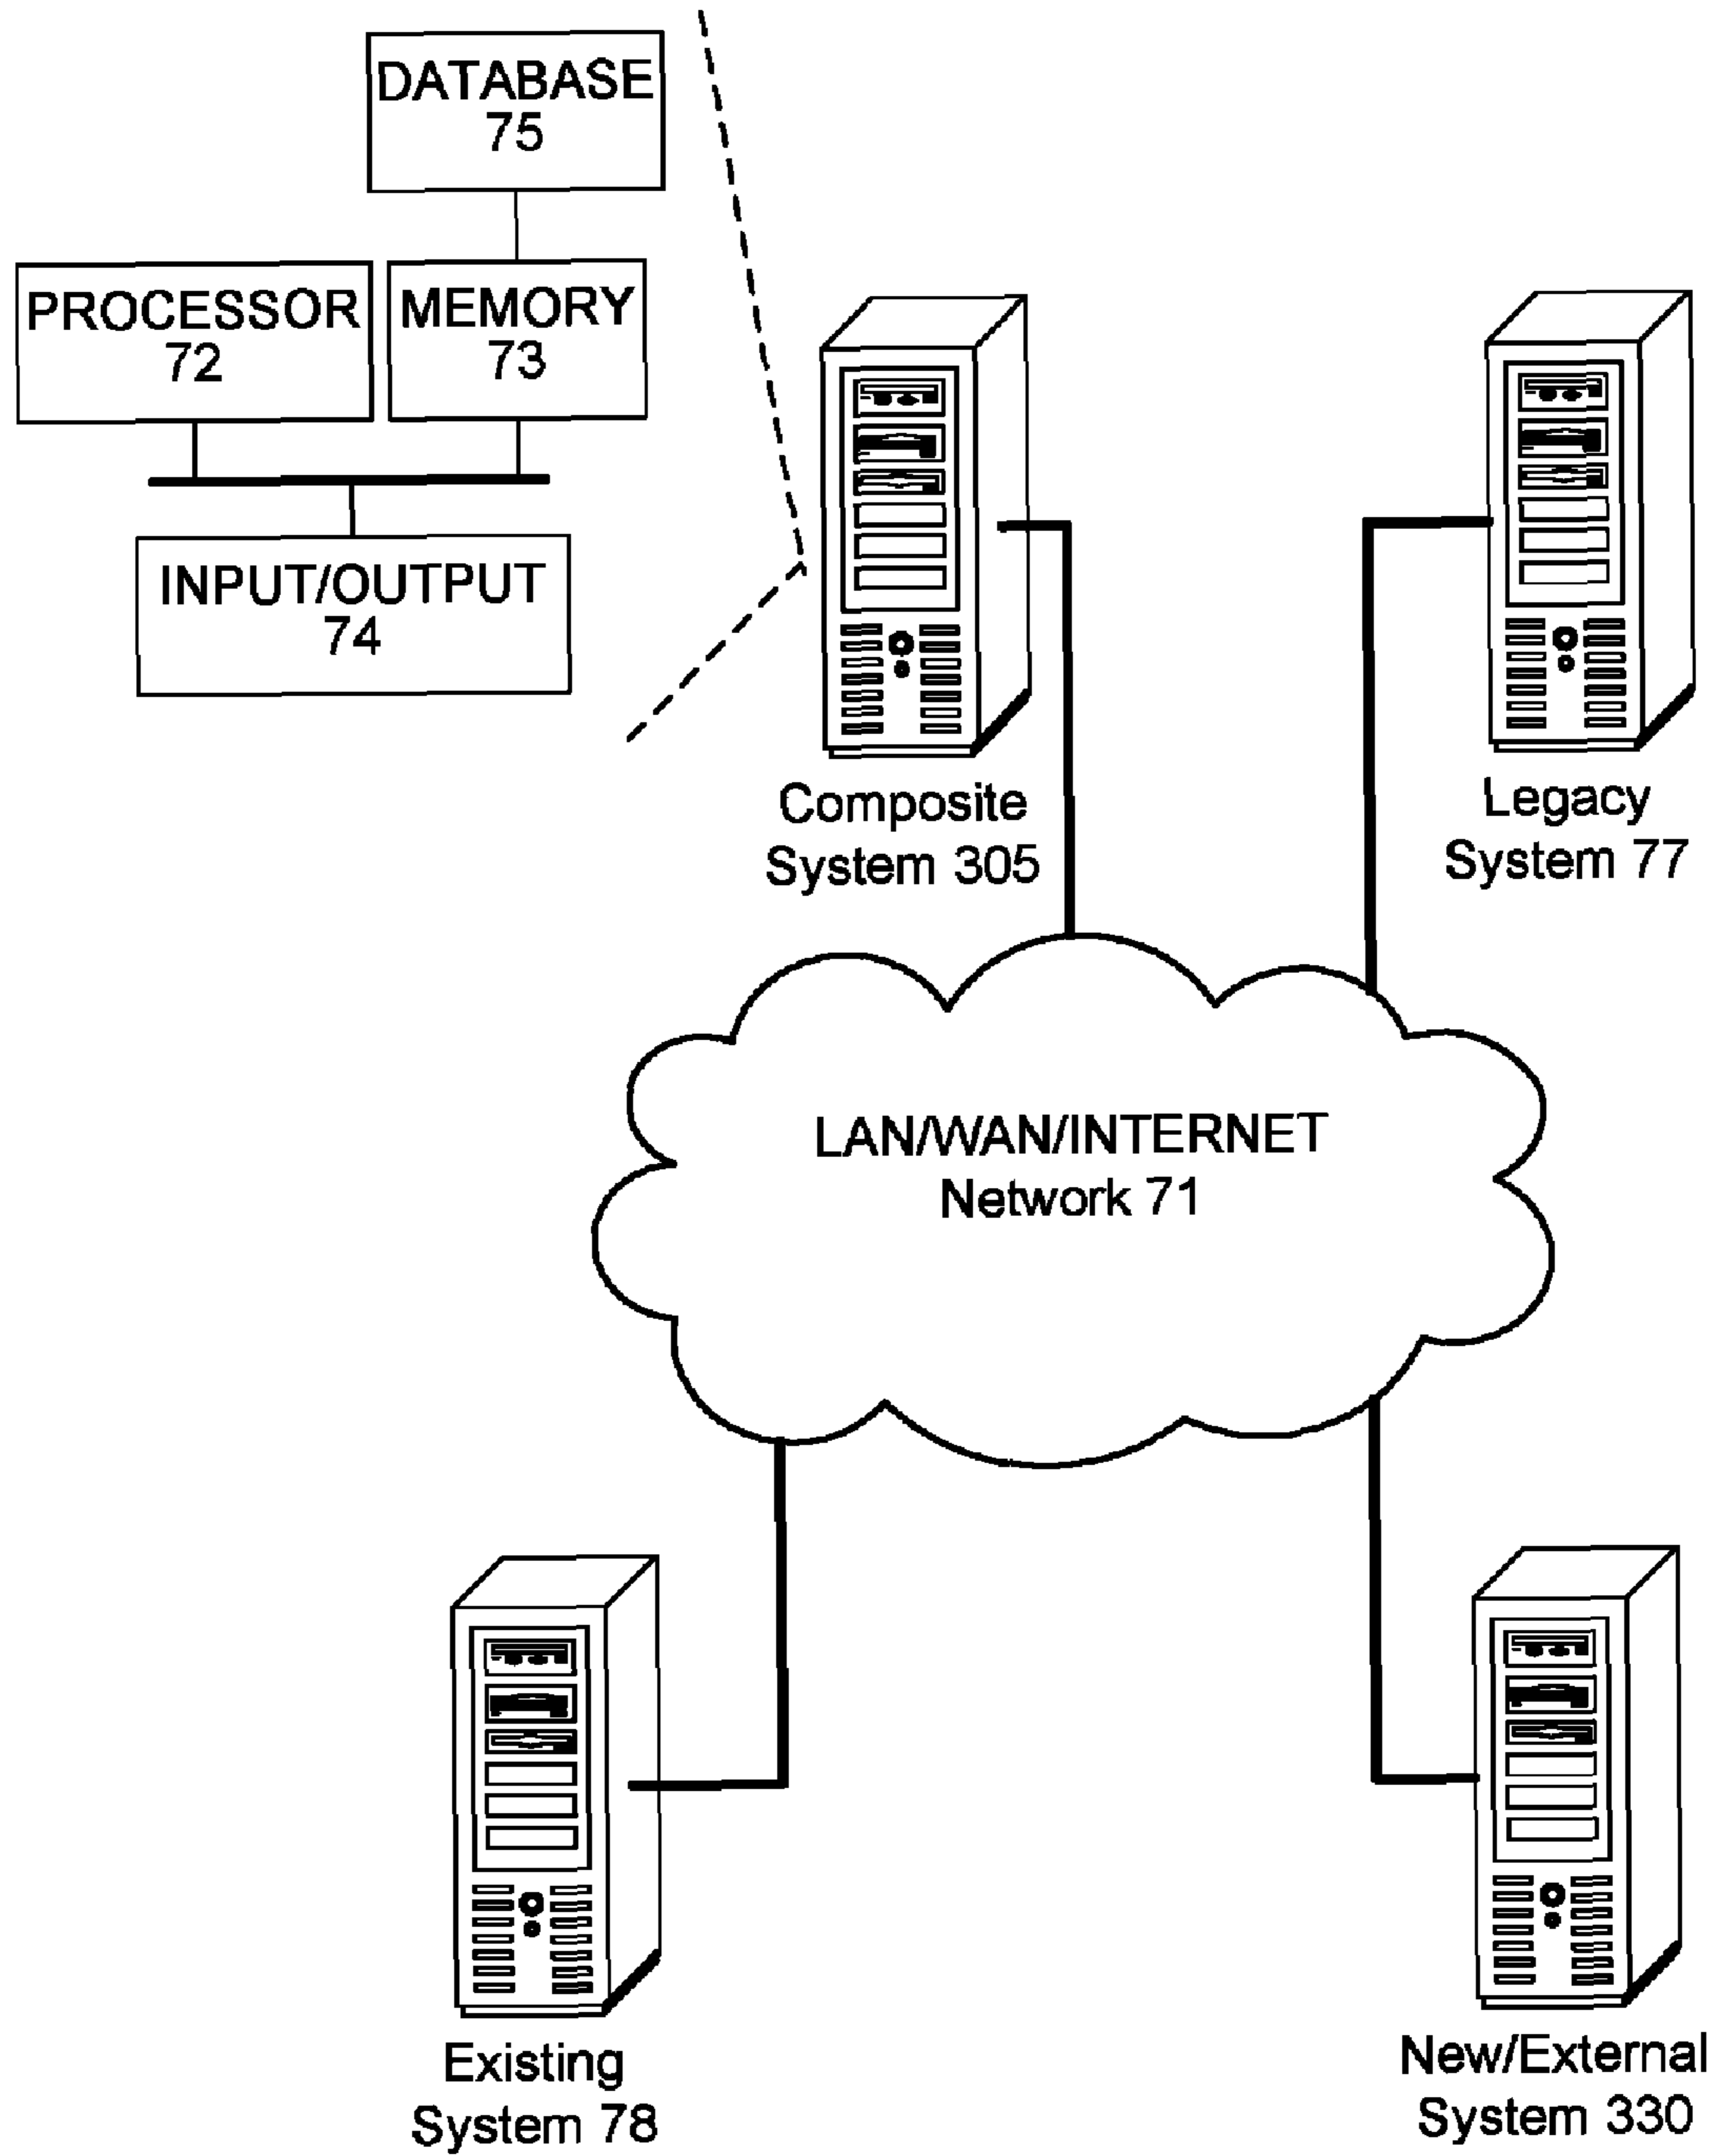 DATABASE
75
PROCESSOR
72
MEMORY
73
INPUT/OUTPUT
74
Composite
System 305
Legacy
System 77
LAN/WAN/INTERNET
Network 71
Existing
System 78
New/External
System 330